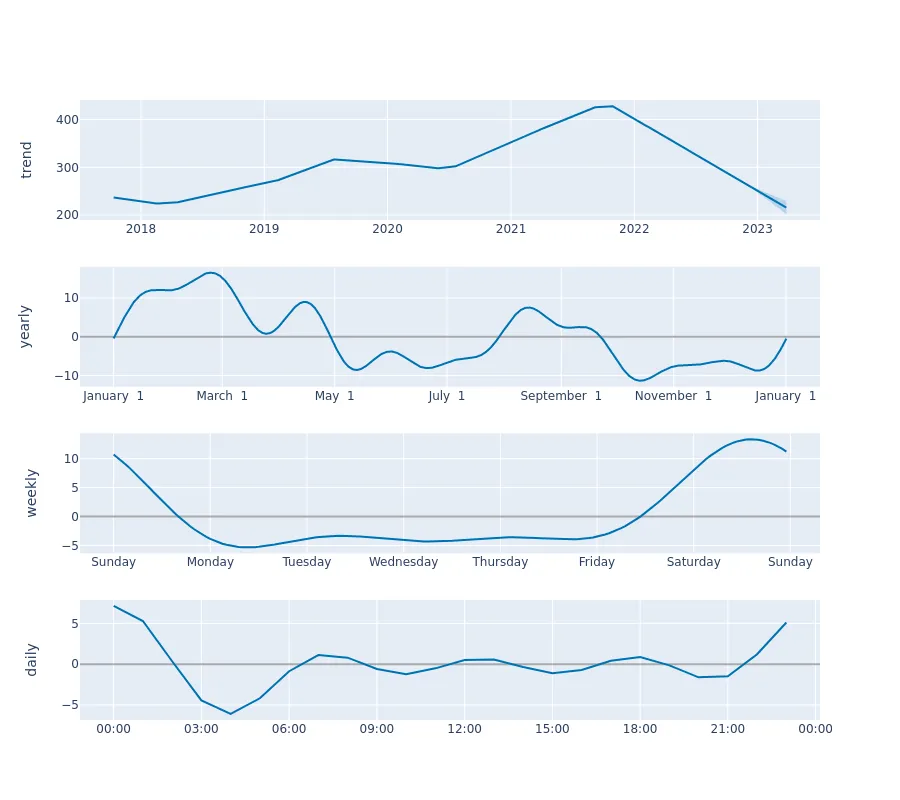 trend
400
300
200
2018 2019 2020 2021 2022 2023
yearly
10
0
−10
January 1 March 1 May 1 July 1 September 1 November 1 January 1
weekly
10
5
0
−5
Sunday Monday Tuesday Wednesday Thursday Friday Saturday Sunday
daily
5
0
−5
00:00 03:00 06:00 09:00 12:00 15:00 18:00 21:00 00:00